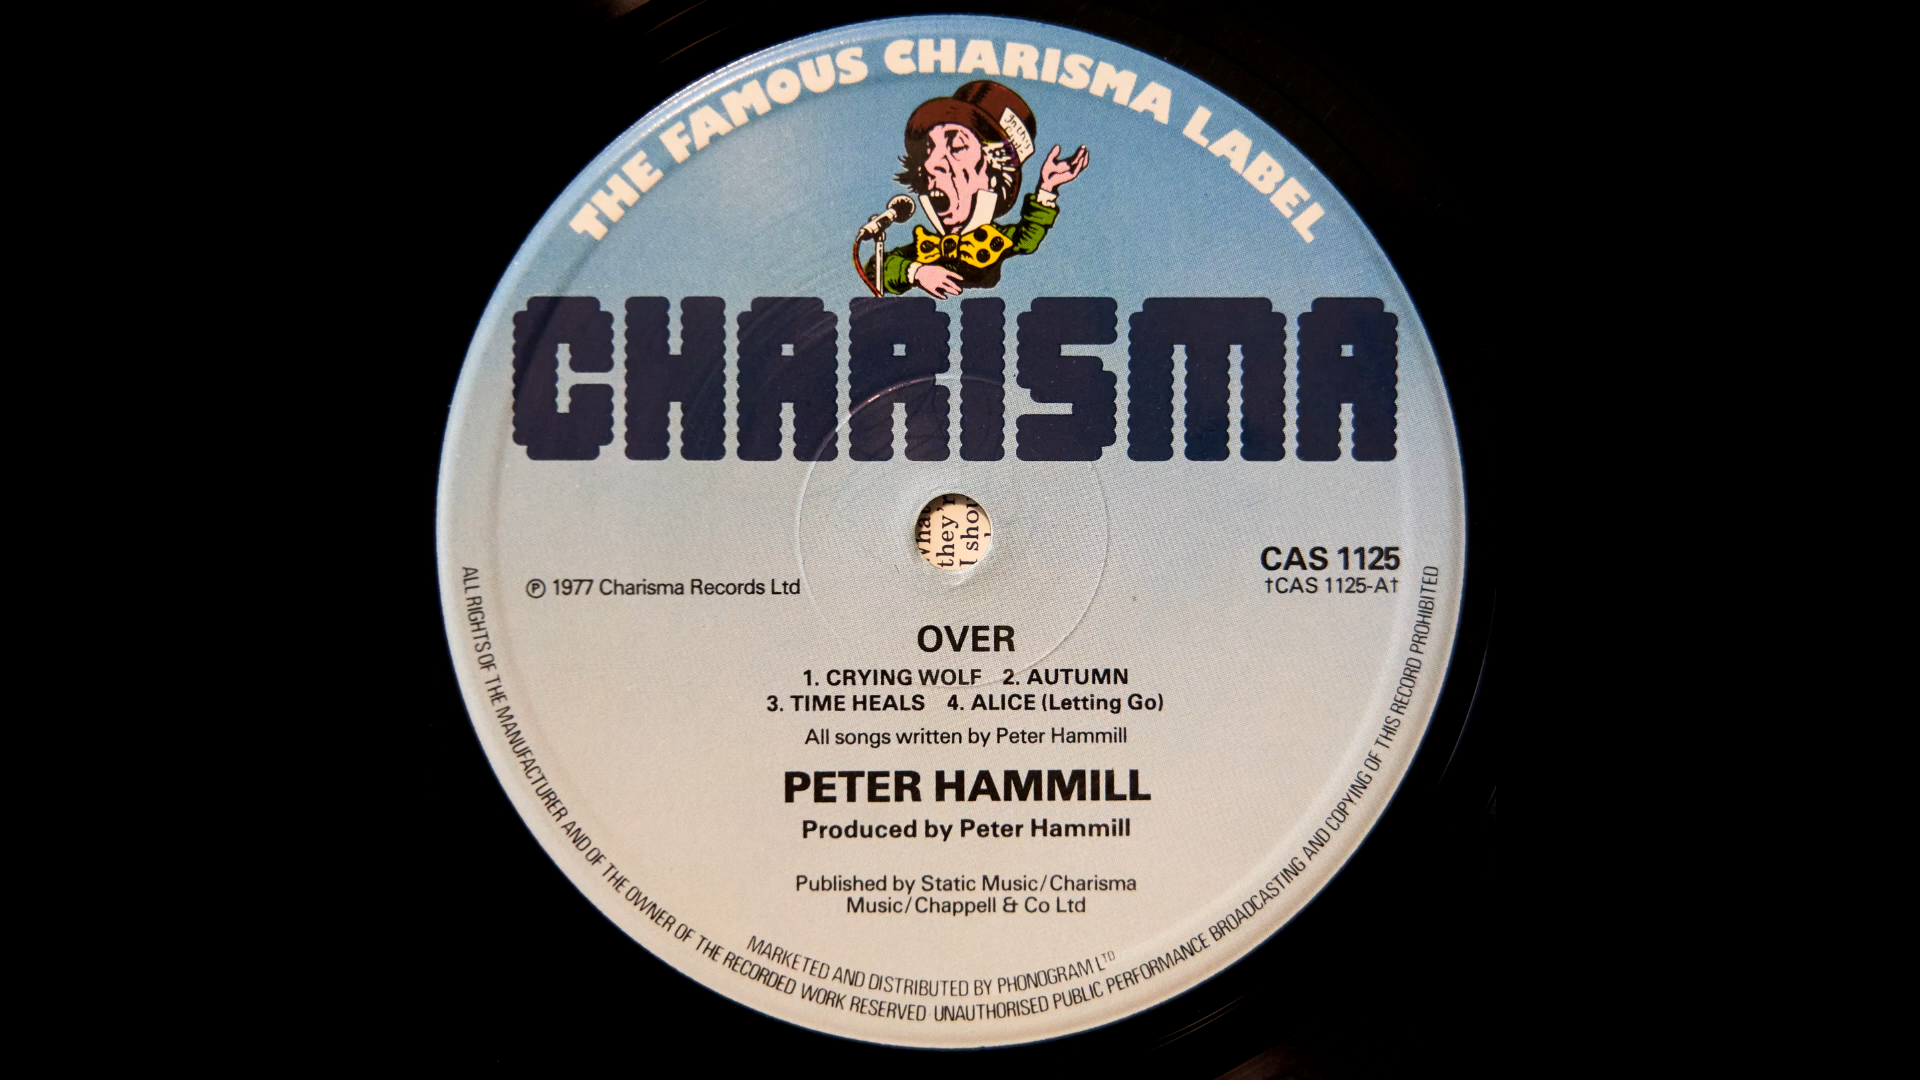 THE FAMOUS CHARISMA LABEL
In this
CHARISMA
what
they'r
I shou
CAS 1125
†CAS 1125-A†
℗ 1977 Charisma Records Ltd
OVER
1. CRYING WOLF 2. AUTUMN
3. TIME HEALS 4. ALICE (Letting Go)
All songs written by Peter Hammill
PETER HAMMILL
Produced by Peter Hammill
Published by Static Music/Charisma
Music/Chappell & Co Ltd
MARKETED AND DISTRIBUTED BY PHONOGRAM LTD
ALL RIGHTS OF THE MANUFACTURER AND OF THE OWNER OF THE RECORDED WORK RESERVED UNAUTHORISED PUBLIC PERFORMANCE BROADCASTING AND COPYING OF THIS RECORD PROHIBITED